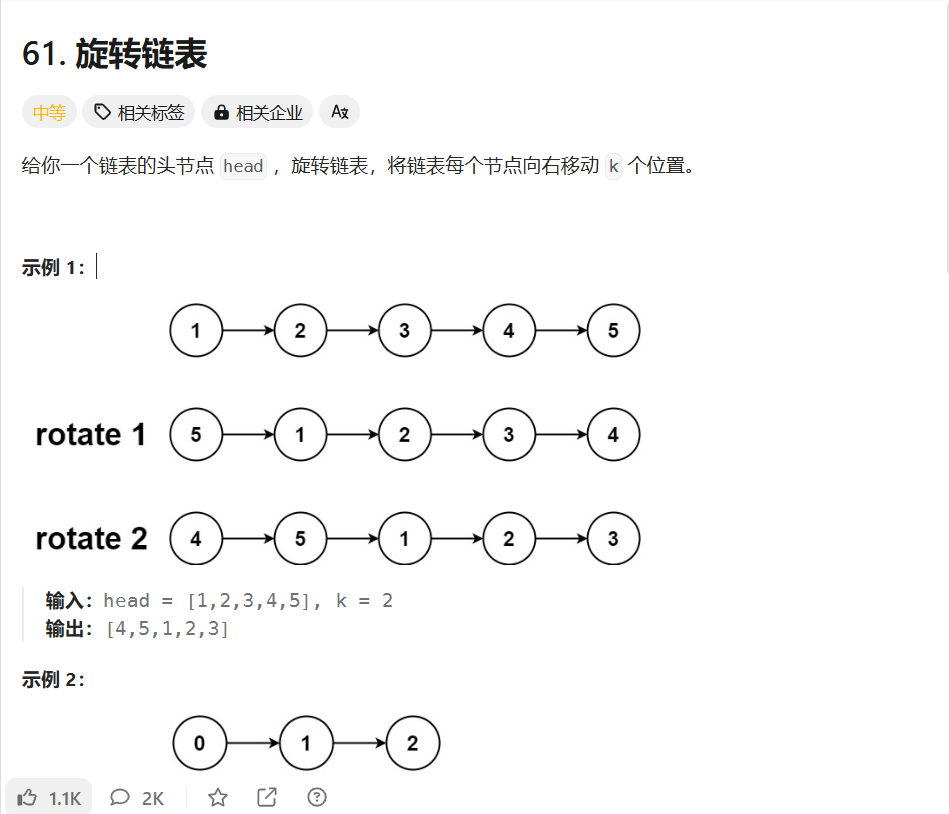 61. 旋转链表
中等 相关标签 相关企业
给你一个链表的头节点 head ，旋转链表，将链表每个节点向右移动 k 个位置。
示例 1：
1 2 3 4 5
rotate 1 5 1 2 3 4
rotate 2 4 5 1 2 3
输入：head = [1,2,3,4,5], k = 2
输出：[4,5,1,2,3]
示例 2：
0 1 2
1.1K 2K